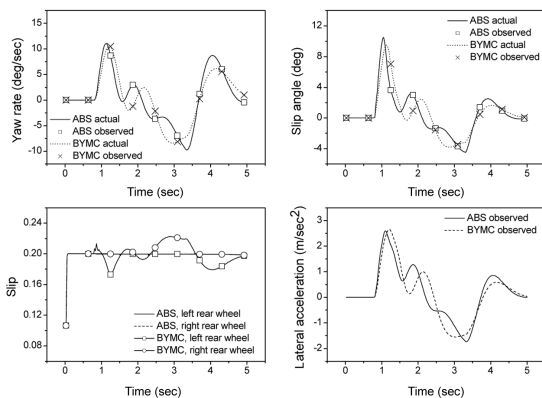 Yaw rate (deg/sec)
15
10
5
0
-5
-10
ABS actual
ABS observed
BYMC actual
BYMC observed
0 1 2 3 4 5
Time (sec)
Slip angle (deg)
12
8
4
0
-4
ABS actual
ABS observed
BYMC actual
BYMC observed
0 1 2 3 4 5
Time (sec)
Slip
0.24
0.20
0.16
0.12
0.08
ABS, left rear wheel
ABS, right rear wheel
BYMC, left rear wheel
BYMC, right rear wheel
0 1 2 3 4 5
Time (sec)
Lateral acceleration (m/sec²)
3
2
1
0
-1
-2
ABS observed
BYMC observed
0 1 2 3 4 5
Time (sec)